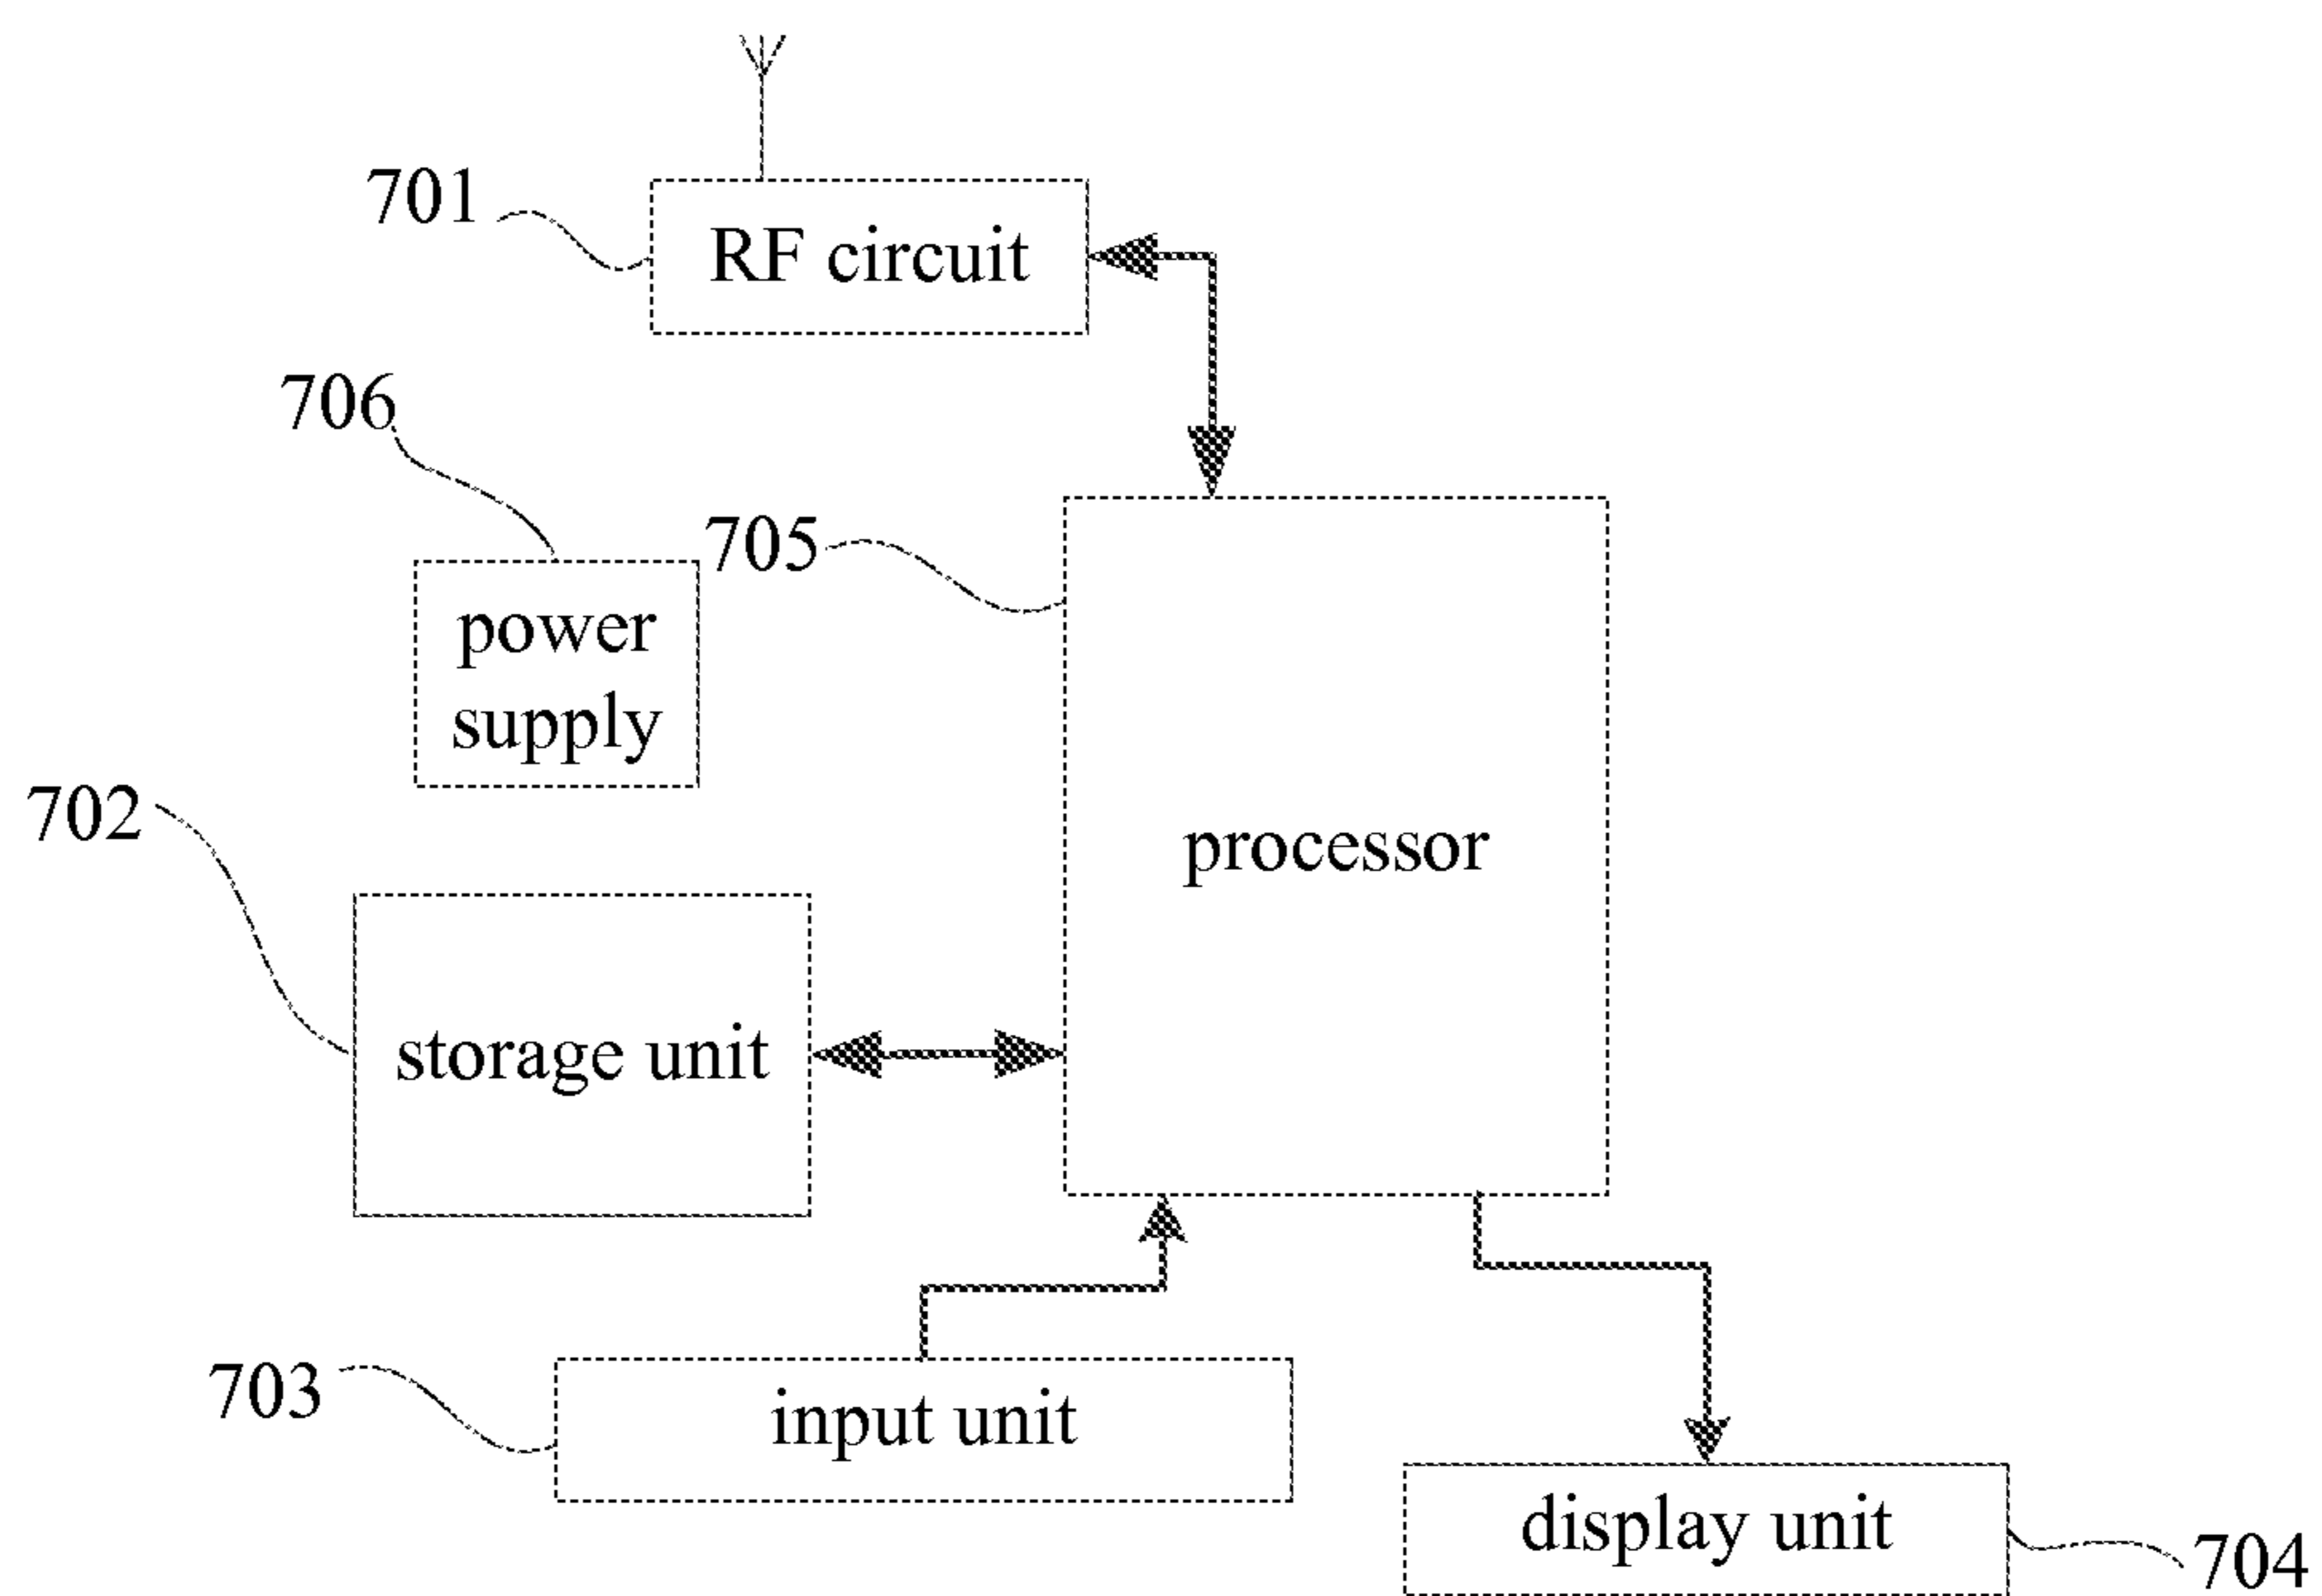 701
RF circuit
706
705
power
supply
702
processor
storage unit
703
input unit
display unit
704